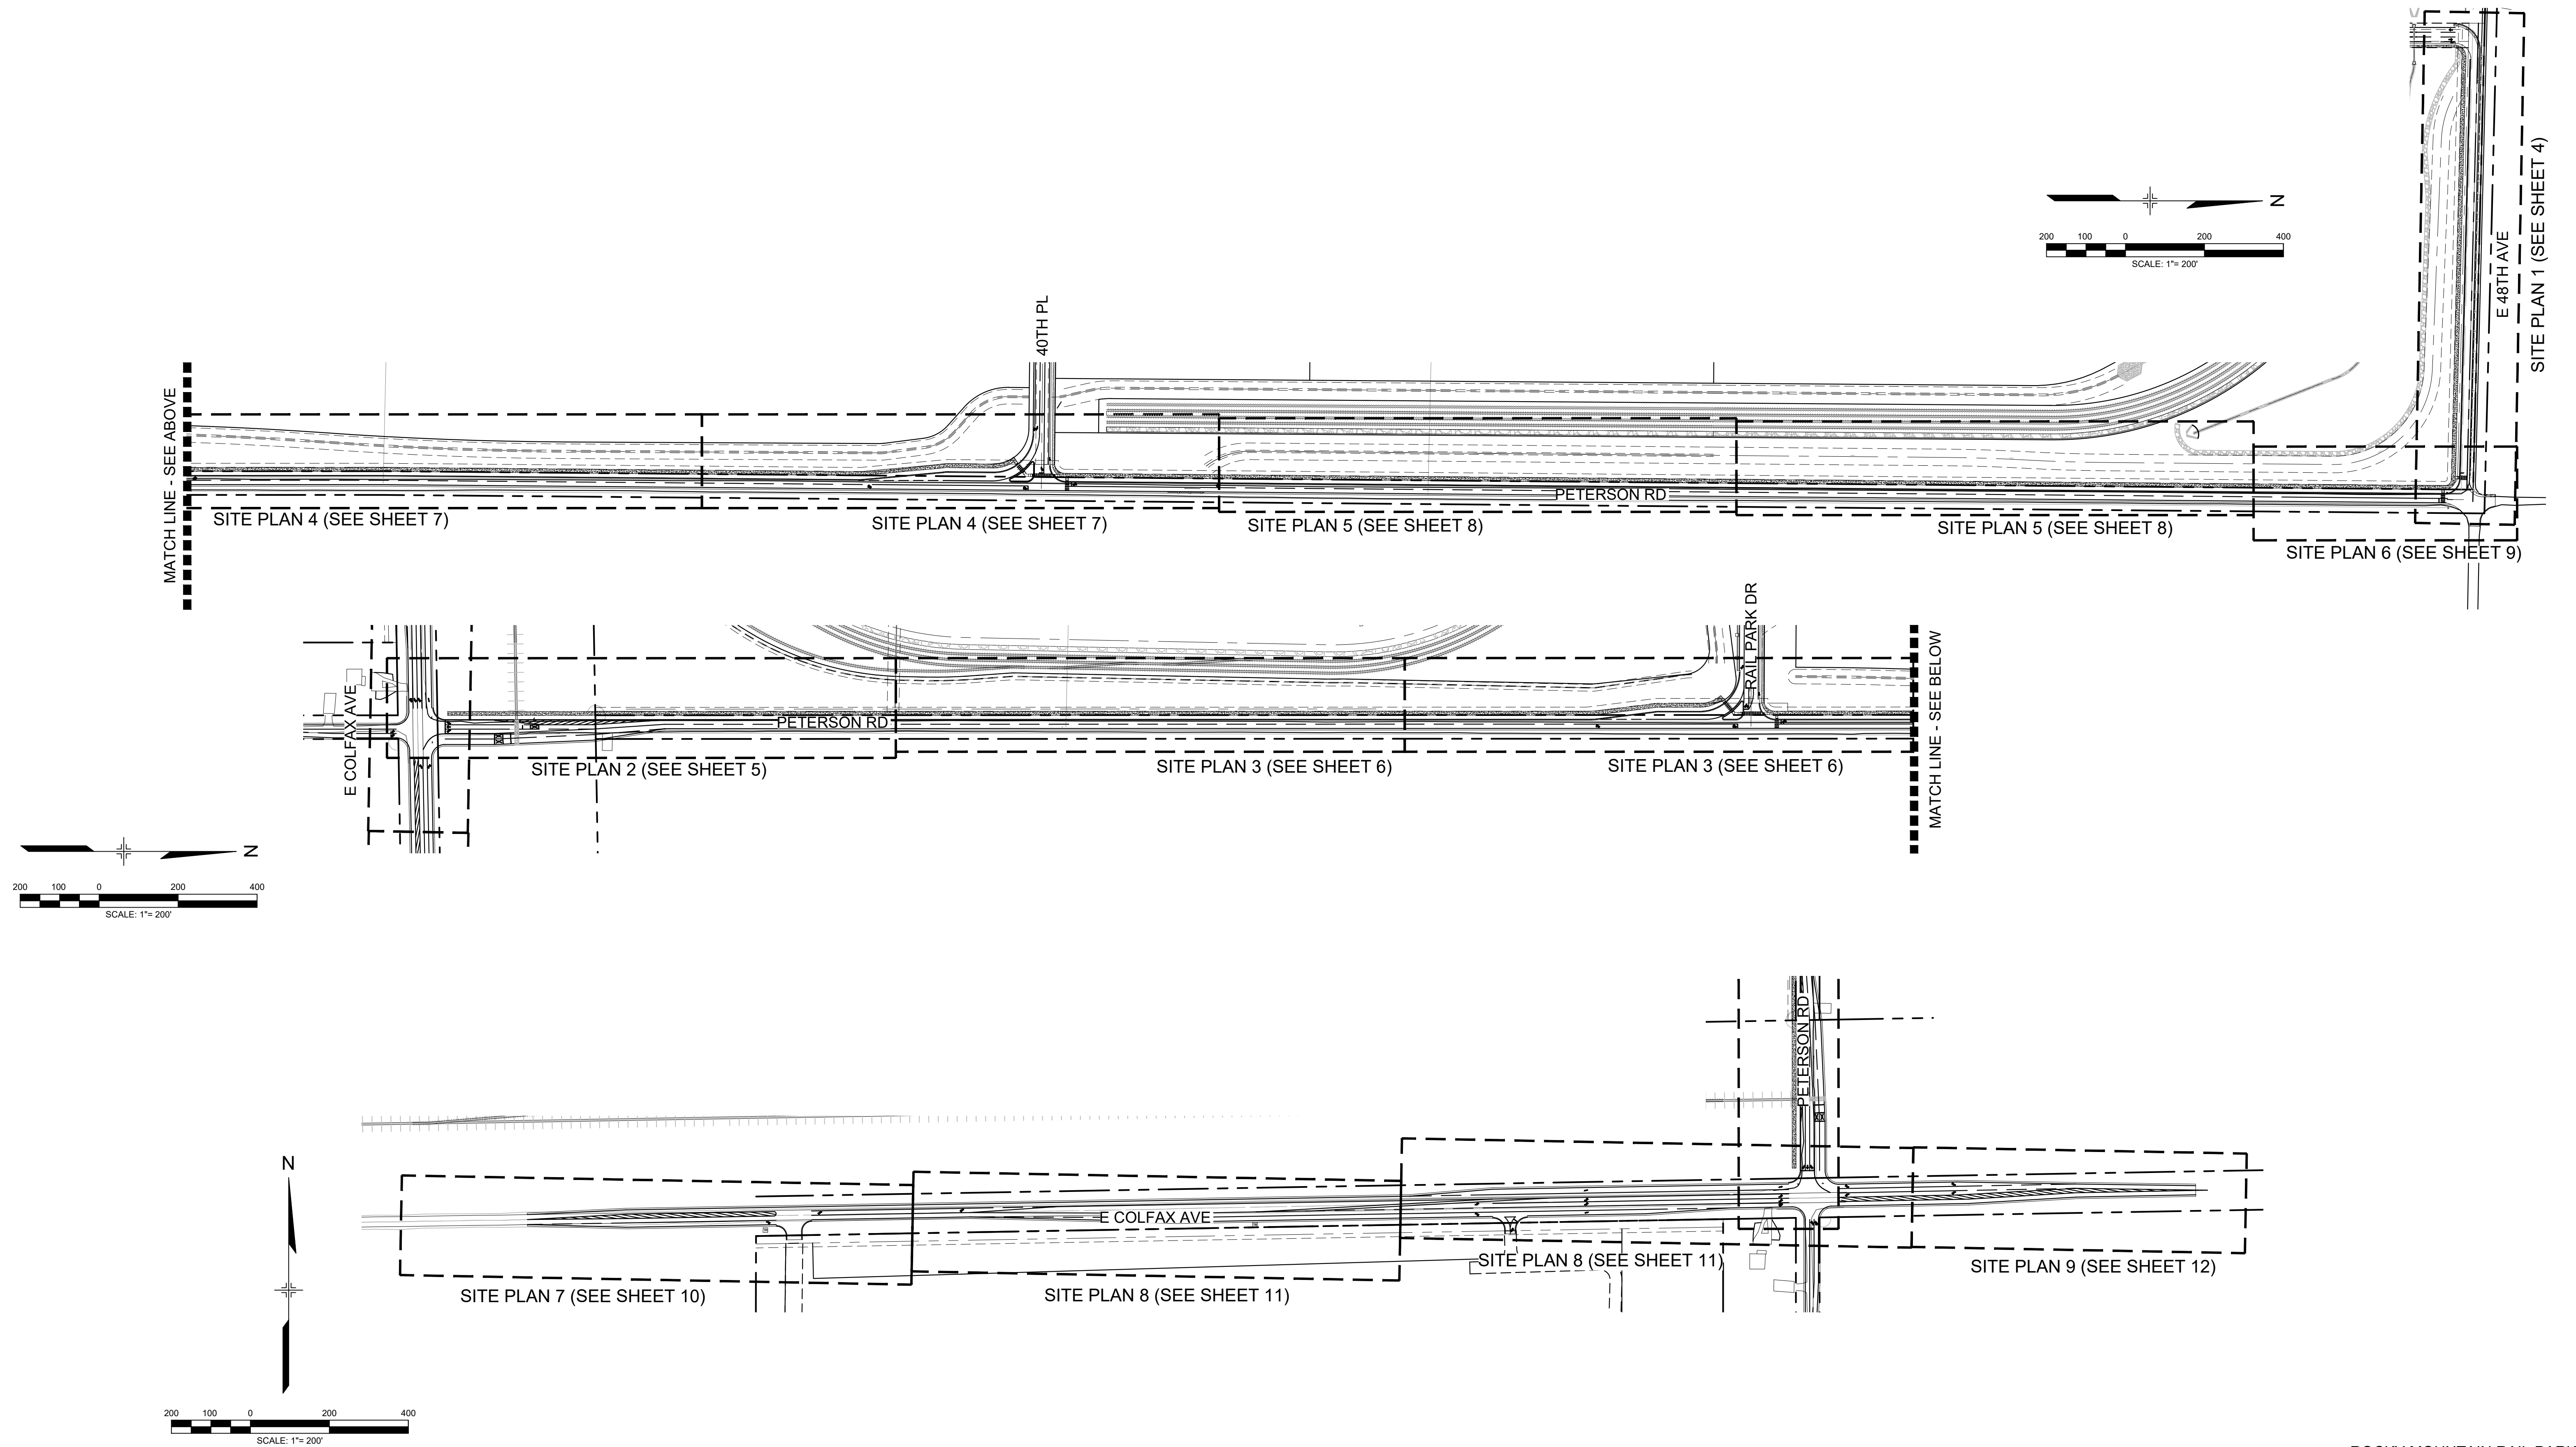 E 48TH AVE
SITE PLAN 1 (SEE SHEET 4)
N
200 100 0 200 400
SCALE: 1"= 200'
40TH PL
MATCH LINE - SEE ABOVE
PETERSON RD
SITE PLAN 4 (SEE SHEET 7)
SITE PLAN 4 (SEE SHEET 7)
SITE PLAN 5 (SEE SHEET 8)
SITE PLAN 5 (SEE SHEET 8)
SITE PLAN 6 (SEE SHEET 9)
RAIL PARK DR
E COLFAX AVE
PETERSON RD
MATCH LINE - SEE BELOW
SITE PLAN 2 (SEE SHEET 5)
SITE PLAN 3 (SEE SHEET 6)
SITE PLAN 3 (SEE SHEET 6)
N
200 100 0 200 400
SCALE: 1"= 200'
PETERSON RD
N
E COLFAX AVE
SITE PLAN 7 (SEE SHEET 10)
SITE PLAN 8 (SEE SHEET 11)
SITE PLAN 8 (SEE SHEET 11)
SITE PLAN 9 (SEE SHEET 12)
200 100 0 200 400
SCALE: 1"= 200'